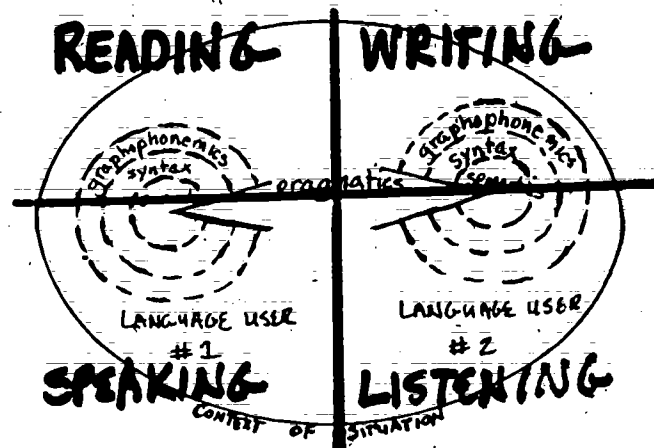 READING
WRITING
graphophonemics
syntax
graphophonemics
syntax
pragmatics
LANGUAGE USER
# 1
LANGUAGE USER
# 2
SPEAKING
LISTENING
CONTEXT OF SITUATION